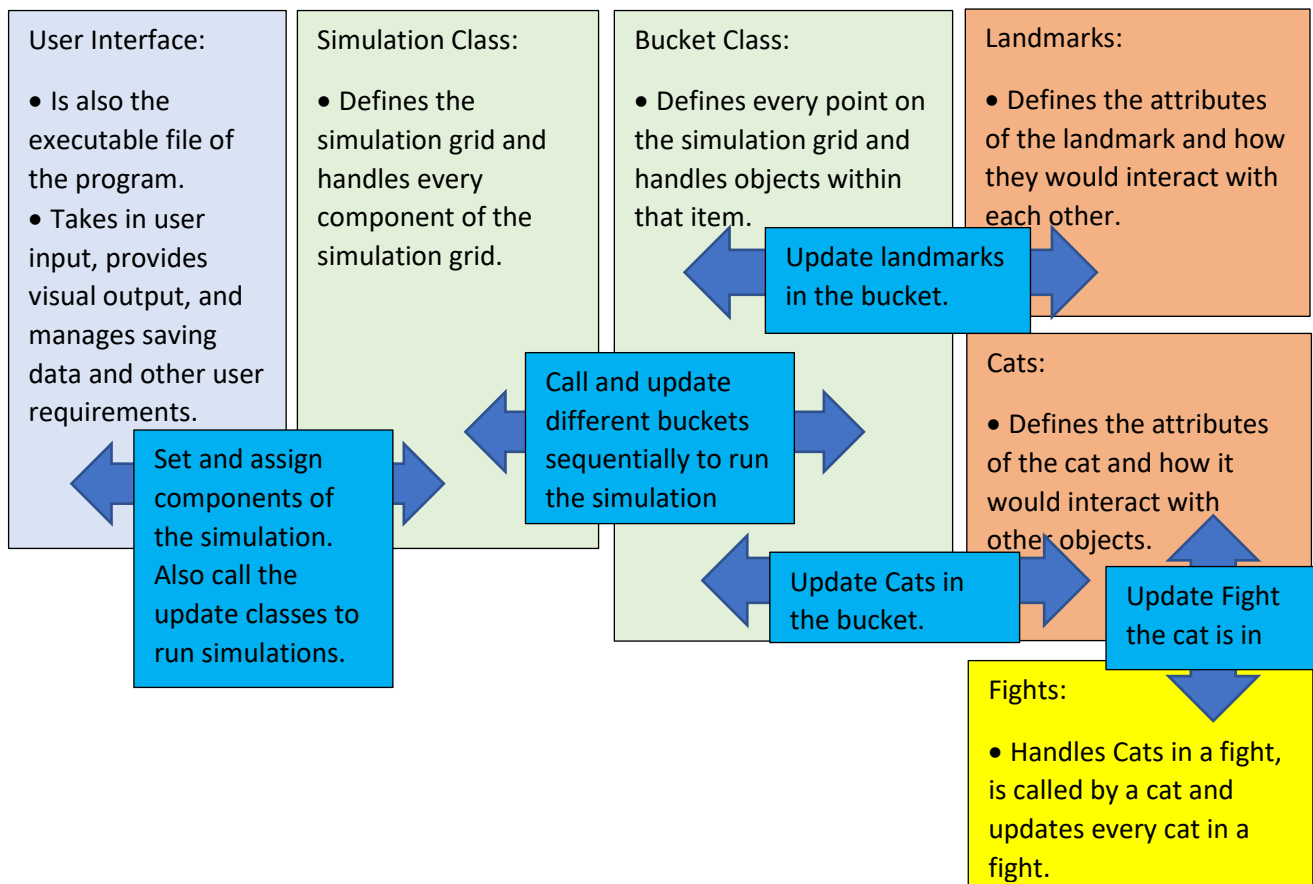 User Interface:
• Is also the
executable file of
the program.
• Takes in user
input, provides
visual output, and
manages saving
data and other user
requirements.
Set and assign
components of
the simulation.
Also call the
update classes to
run simulations.
Simulation Class:
• Defines the
simulation grid and
handles every
component of the
simulation grid.
Call and update
different buckets
sequentially to run
the simulation
Bucket Class:
• Defines every point on
the simulation grid and
handles objects within
that item.
Update landmarks
in the bucket.
Update Cats in
the bucket.
Landmarks:
• Defines the attributes
of the landmark and how
they would interact with
each other.
Cats:
• Defines the attributes
of the cat and how it
would interact with
other objects.
Update Fight
the cat is in
Fights:
• Handles Cats in a fight,
is called by a cat and
updates every cat in a
fight.